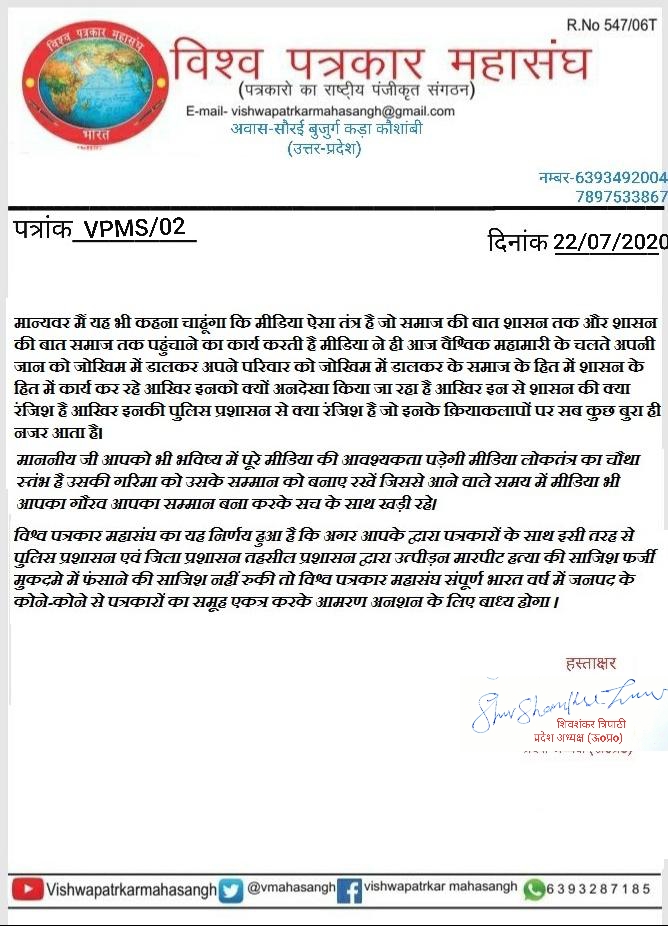 R.No 547/06T
विश्व पत्रकार महासंघ
भारत
विश्व पत्रकार महासंघ
(पत्रकारो का राष्ट्रीय पंजीकृत संगठन)
E-mail- vishwapatrkarmahasangh@gmail.com
अवास-सौरई बुजुर्ग कड़ा कौशांबी
(उत्तर-प्रदेश)
नम्बर-6393492004
7897533867
पत्रांक VPMS/02
दिनांक 22/07/2020
मान्यवर मैं यह भी कहना चाहूंगा कि मीडिया ऐसा तंत्र है जो समाज की बात शासन तक और शासन
की बात समाज तक पहुंचाने का कार्य करती है मीडिया ने ही आज वैश्विक महामारी के चलते अपनी
जान को जोखिम में डालकर अपने परिवार को जोखिम में डालकर के समाज के हित में शासन के
हित में कार्य कर रहे आखिर इनको क्यों अनदेखा किया जा रहा है आखिर इन से शासन की क्या
रंजिश है आखिर इनकी पुलिस प्रशासन से क्या रंजिश है जो इनके क्रियाकलापों पर सब कुछ बुरा ही
नजर आता है।
माननीय जी आपको भी भविष्य में पूरे मीडिया की आवश्यकता पड़ेगी मीडिया लोकतंत्र का चौथा
स्तंभ है उसकी गरिमा को उसके सम्मान को बनाए रखें जिससे आने वाले समय में मीडिया भी
आपका गौरव आपका सम्मान बना करके सच के साथ खड़ी रहे।
विश्व पत्रकार महासंघ का यह निर्णय हुआ है कि अगर आपके द्वारा पत्रकारों के साथ इसी तरह से
पुलिस प्रशासन एवं जिला प्रशासन तहसील प्रशासन द्वारा उत्पीड़न मारपीट हत्या की साजिश फर्जी
मुकदमे में फंसाने की साजिश नहीं रुकी तो विश्व पत्रकार महासंघ संपूर्ण भारत वर्ष में जनपद के
कोने-कोने से पत्रकारों का समूह एकत्र करके आमरण अनशन के लिए बाध्य होगा ।
हस्ताक्षर
शिवशंकर त्रिपाठी
प्रदेश अध्यक्ष (ऊ०प्र०)
Vishwapatrkarmahasangh @vmahasangh vishwapatrkar mahasangh 6393287185